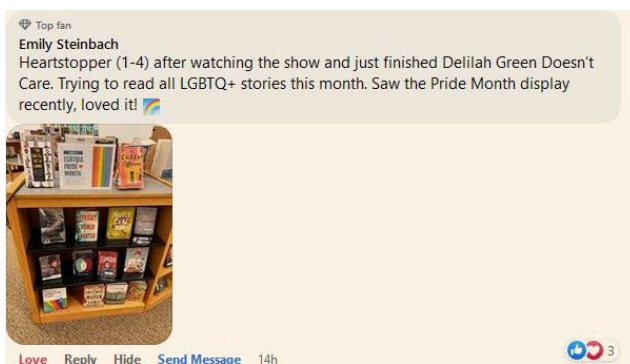 Top fan
Emily Steinbach
Heartstopper (1-4) after watching the show and just finished Delilah Green Doesn't
Care. Trying to read all LGBTQ+ stories this month. Saw the Pride Month display
recently, loved it! 🌈
LGBTQIA
PRIDE
MONTH
Love Reply Hide Send Message 14h
3